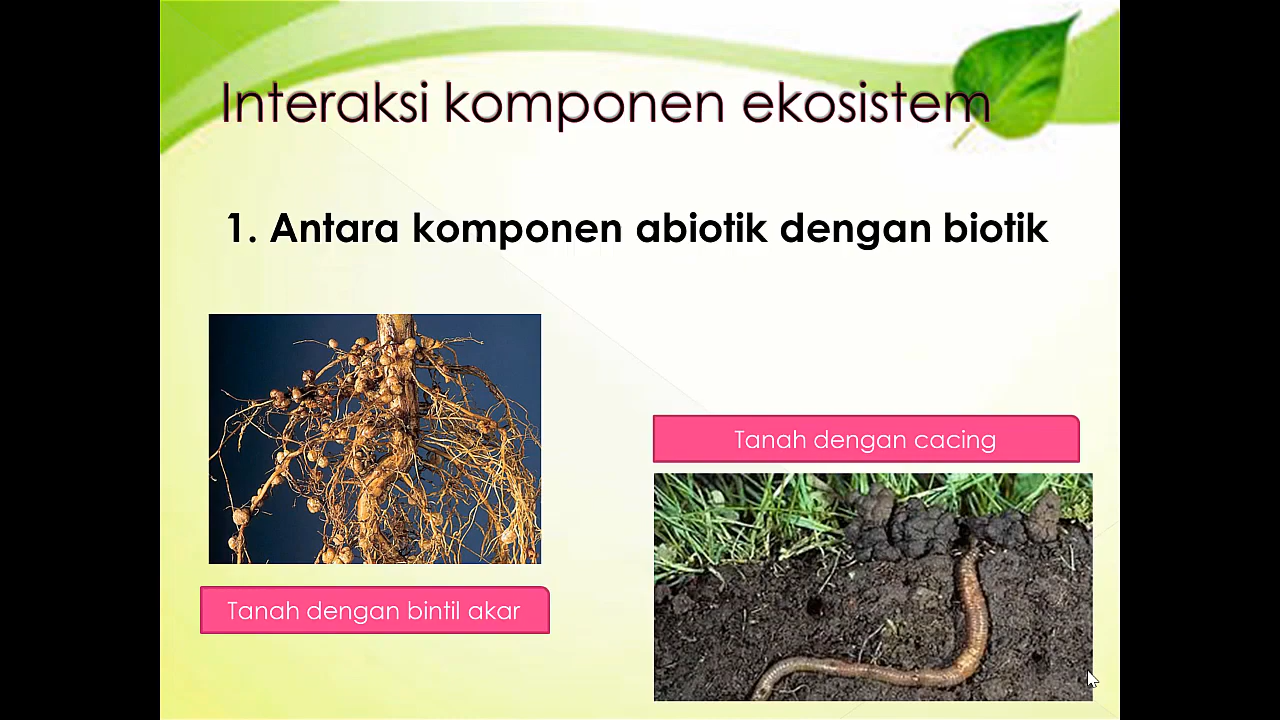 Interaksi komponen ekosistem
1. Antara komponen abiotik dengan biotik
Tanah dengan cacing
Tanah dengan bintil akar